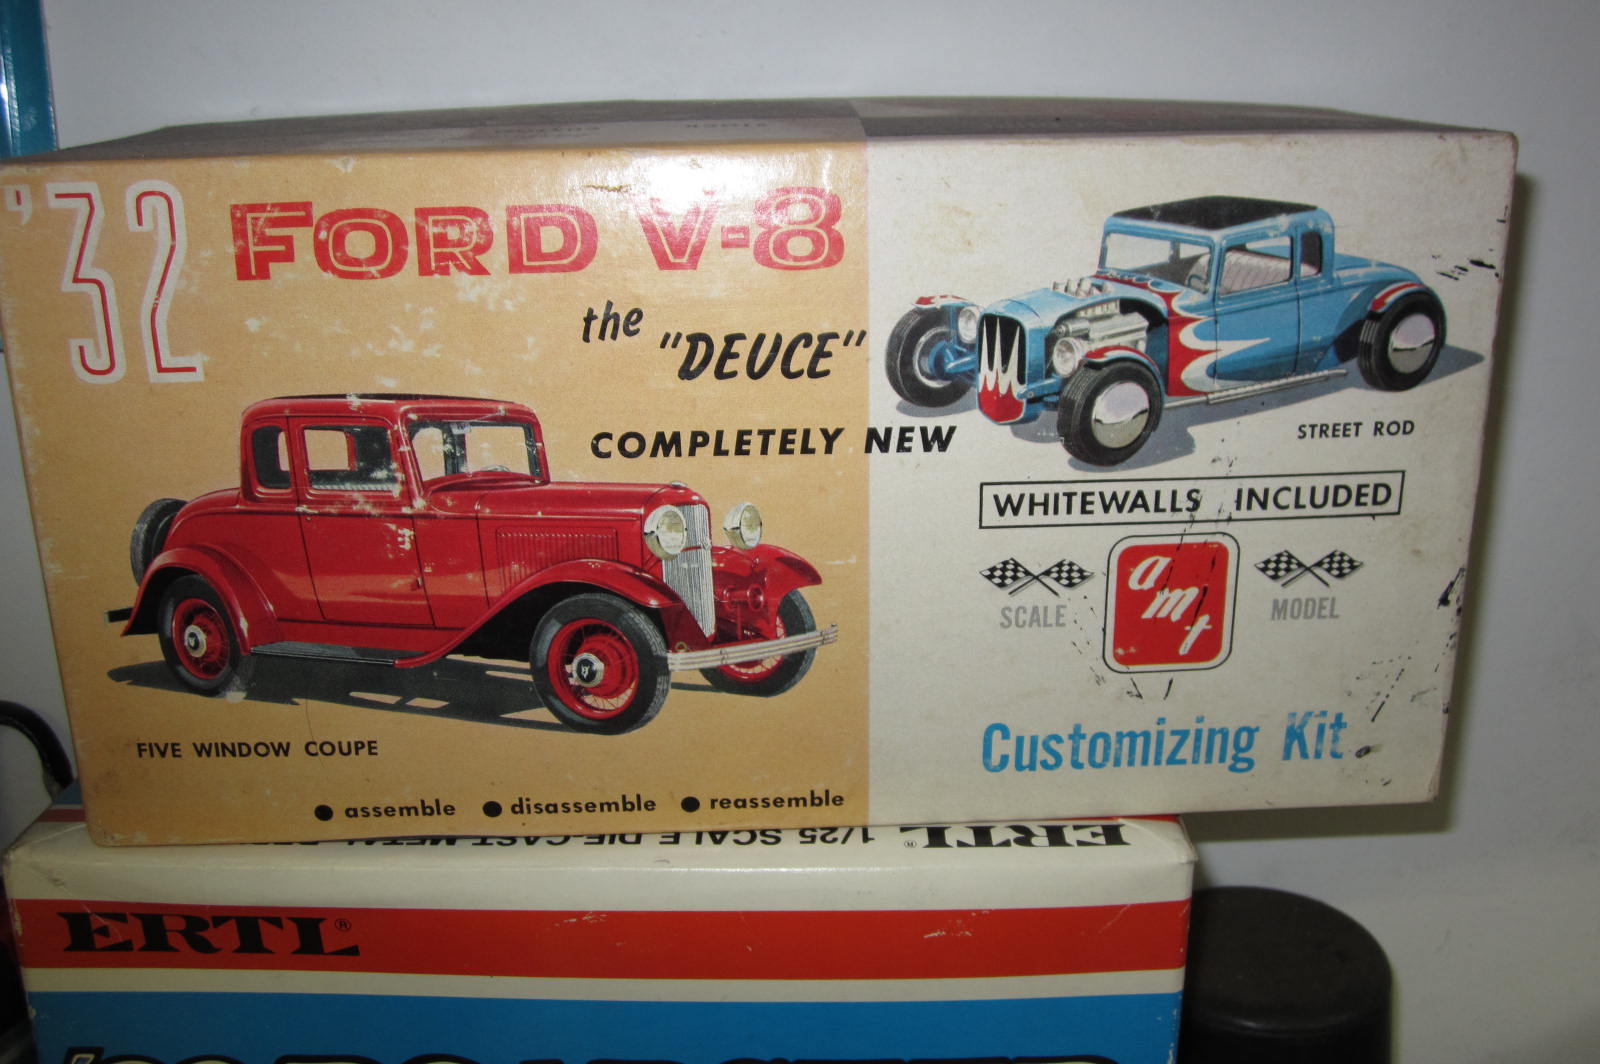 '32 FORD V-8
the "DEUCE"
COMPLETELY NEW
STREET ROD
WHITEWALLS INCLUDED
SCALE amt MODEL
FIVE WINDOW COUPE
Customizing Kit
• assemble • disassemble • reassemble
ERTL® 1/25 SCALE DIE-CAST METAL
ERTL®